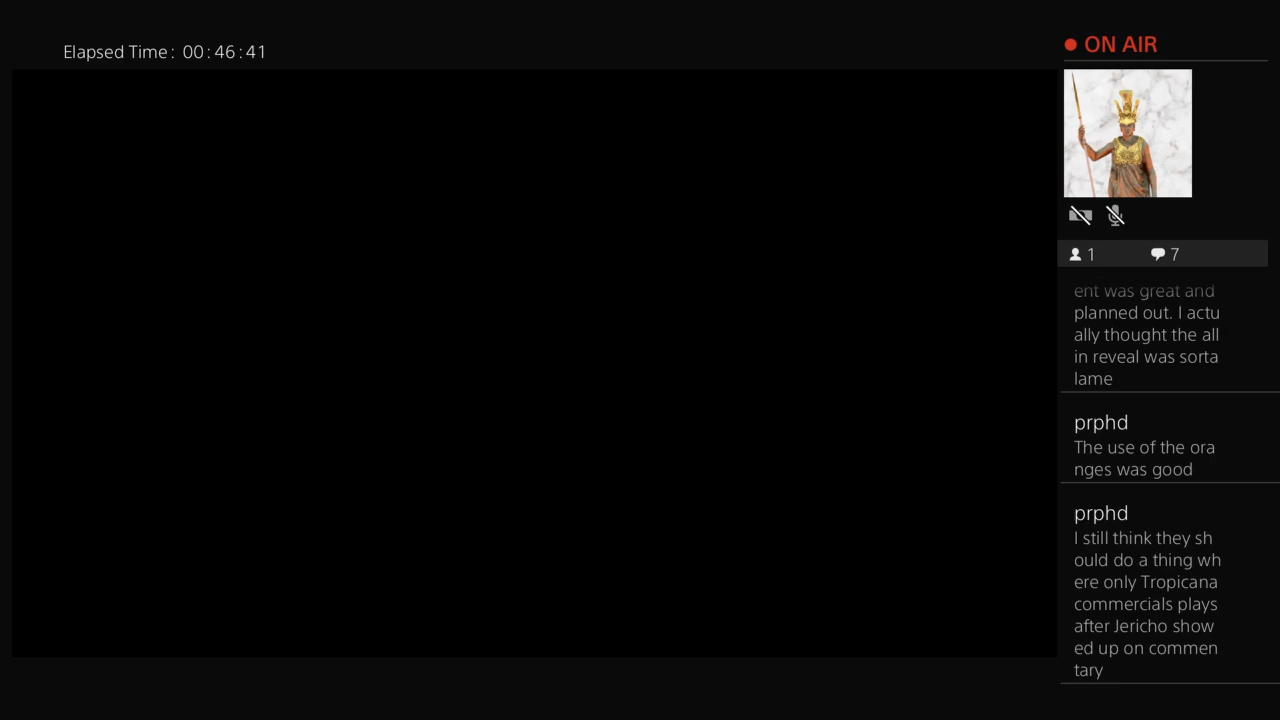 Elapsed Time: 00:46:41
ON AIR
1 7
ent was great and
planned out. I actu
ally thought the all
in reveal was sorta
lame
prphd
The use of the ora
nges was good
prphd
I still think they sh
ould do a thing wh
ere only Tropicana
commercials plays
after Jericho show
ed up on commen
tary